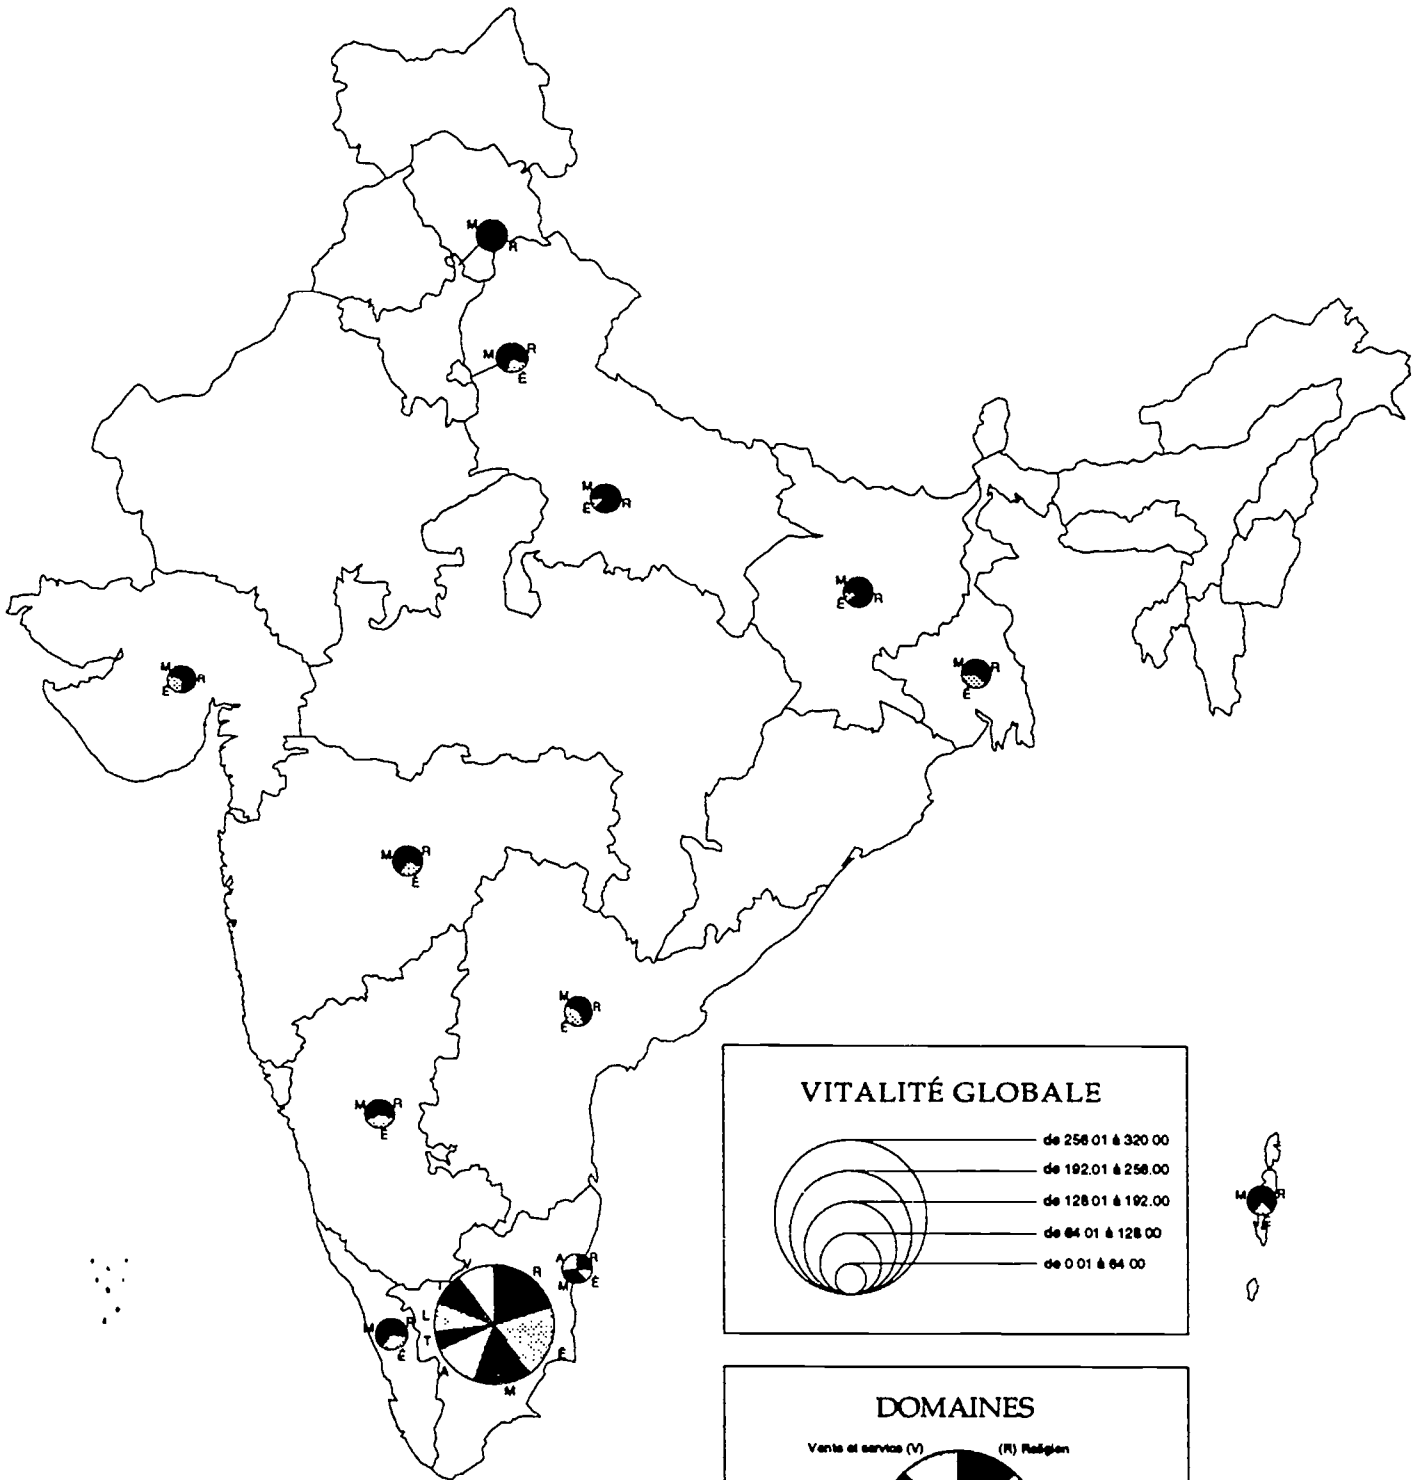 M
R
M
R
É
M
É
R
M
É
R
M
R
É
M
R
É
M
R
É
M
R
É
M
R
É
VITALITÉ GLOBALE
de 256.01 à 320.00
de 192.01 à 256.00
de 128.01 à 192.00
de 64.01 à 128.00
de 0.01 à 64.00
M
R
A
R
M
É
V
R
I
L
T
A
M
É
M
R
É
DOMAINES
Vente et service (V)
(R) Religion